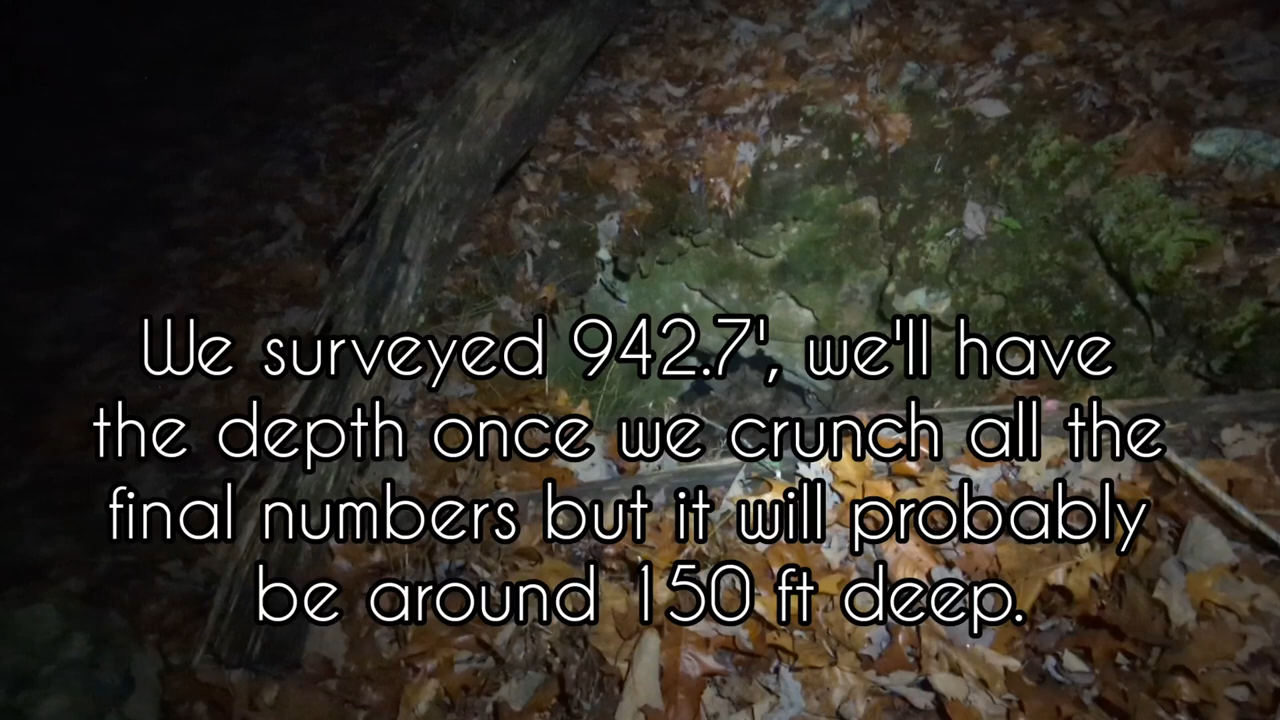 We surveyed 942.7', we'll have
the depth once we crunch all the
final numbers but it will probably
be around 150 ft deep.